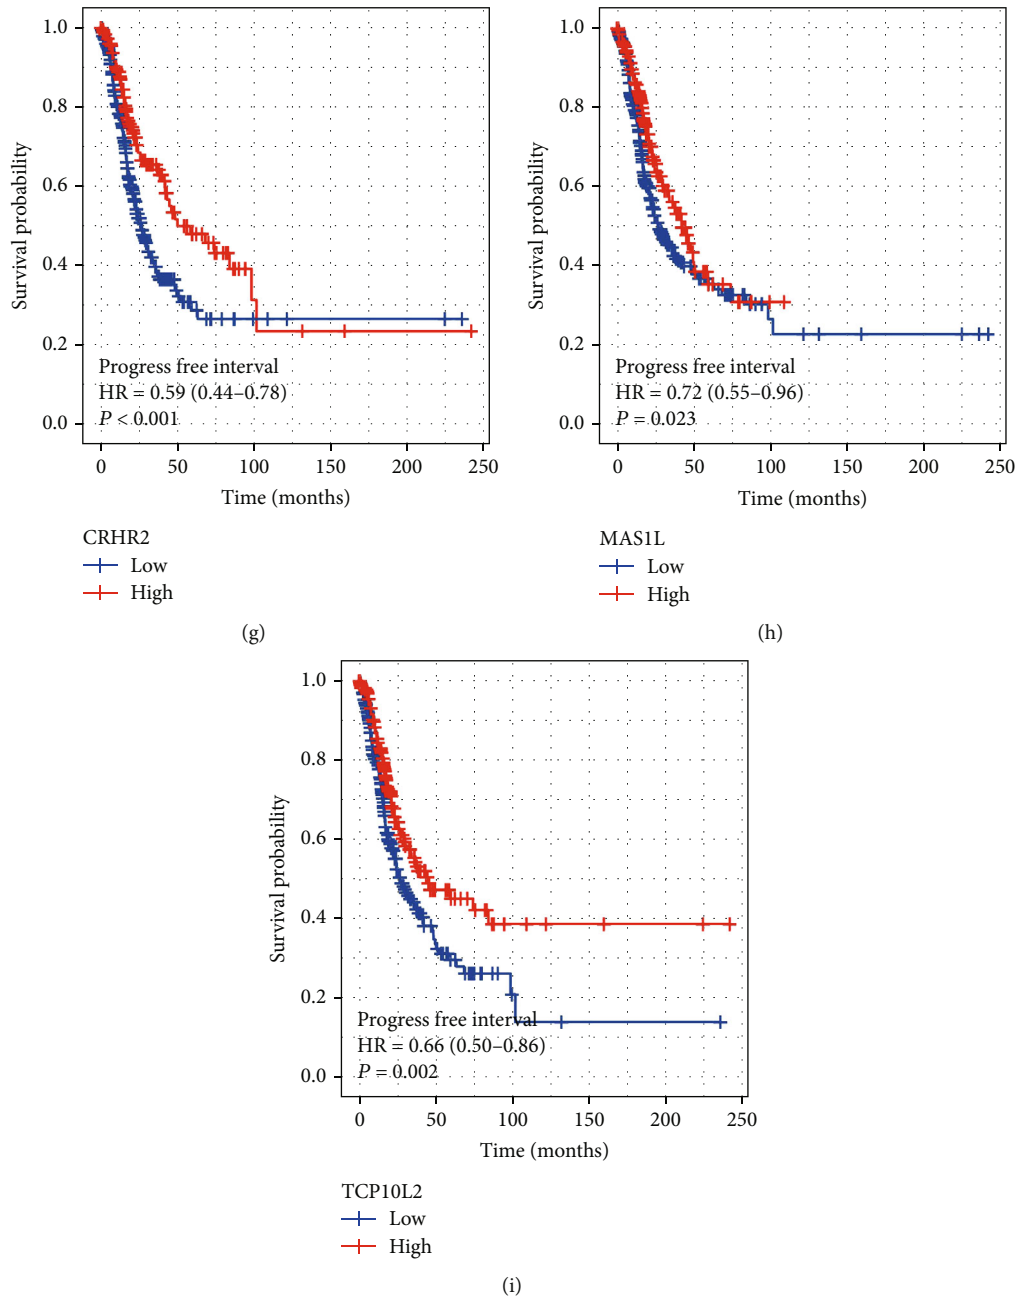 1.0
0.8
0.6
0.4
0.2
0.0
Survival probability
Progress free interval
HR = 0.59 (0.44–0.78)
P < 0.001
0 50 100 150 200 250
Time (months)
CRHR2
Low
High
(g)
1.0
0.8
0.6
0.4
0.2
0.0
Survival probability
Progress free interval
HR = 0.72 (0.55–0.96)
P = 0.023
0 50 100 150 200 250
Time (months)
MAS1L
Low
High
(h)
1.0
0.8
0.6
0.4
0.2
0.0
Survival probability
Progress free interval
HR = 0.66 (0.50–0.86)
P = 0.002
0 50 100 150 200 250
Time (months)
TCP10L2
Low
High
(i)